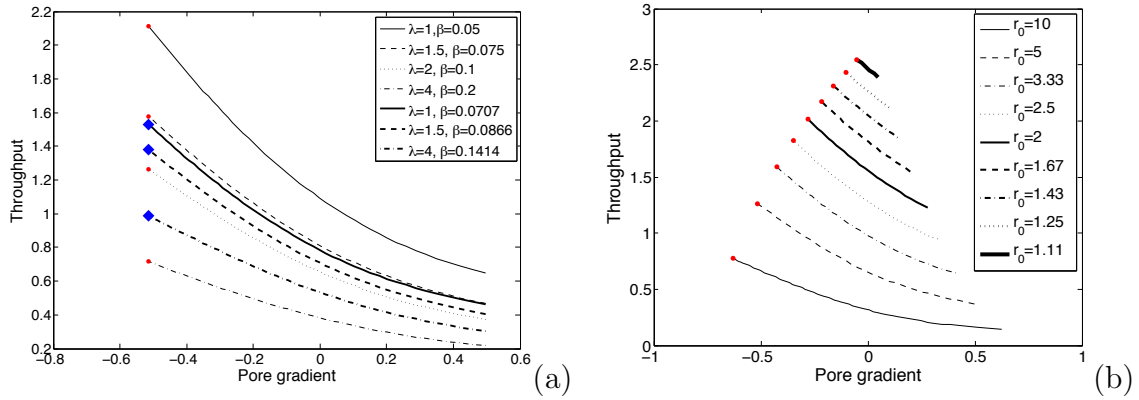 2.2
2
1.8
1.6
1.4
1.2
1
0.8
0.6
0.4
0.2
Throughput
−0.8 −0.6 −0.4 −0.2 0 0.2 0.4 0.6
Pore gradient
λ=1,β=0.05
λ=1.5, β=0.075
λ=2, β=0.1
λ=4, β=0.2
λ=1, β=0.0707
λ=1.5, β=0.0866
λ=4, β=0.1414
(a)
3
2.5
2
1.5
1
0.5
0
Throughput
−1 −0.5 0 0.5 1
Pore gradient
r₀=10
r₀=5
r₀=3.33
r₀=2.5
r₀=2
r₀=1.67
r₀=1.43
r₀=1.25
r₀=1.11
(b)